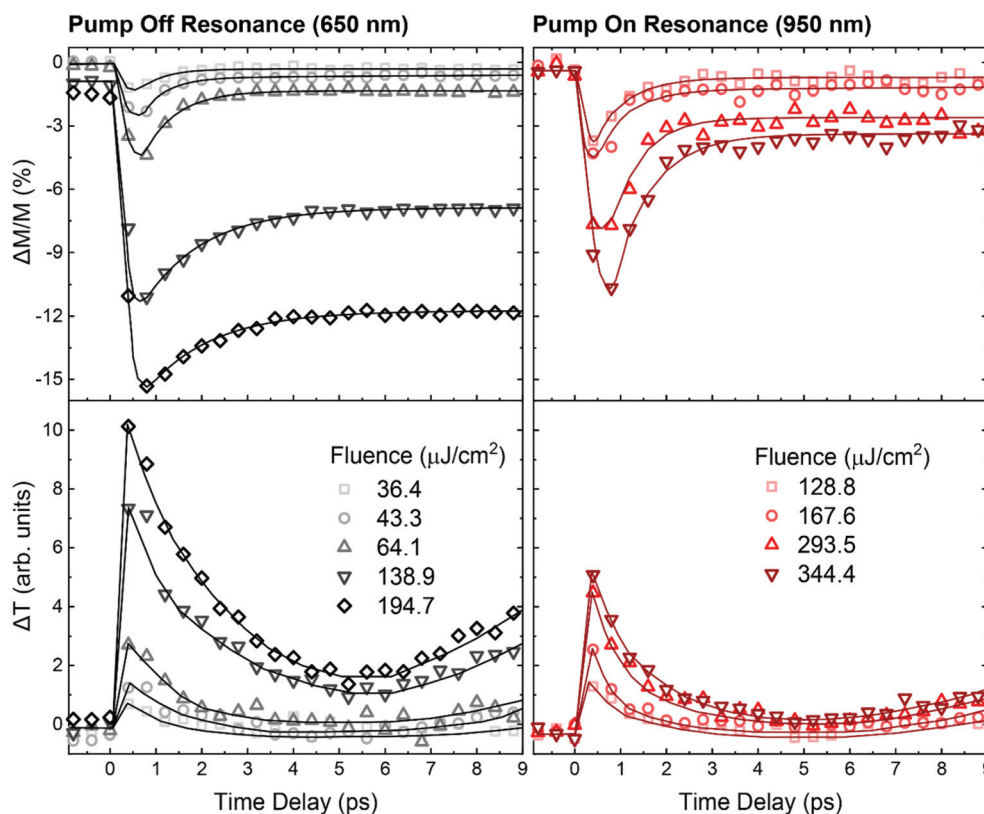 Pump Off Resonance (650 nm)
Pump On Resonance (950 nm)
ΔM/M (%)
0
-3
-6
-9
-12
-15
ΔT (arb. units)
10
8
6
4
2
0
Fluence (μJ/cm²)
36.4
43.3
64.1
138.9
194.7
Fluence (μJ/cm²)
128.8
167.6
293.5
344.4
0 1 2 3 4 5 6 7 8 9
0 1 2 3 4 5 6 7 8 9
Time Delay (ps)
Time Delay (ps)